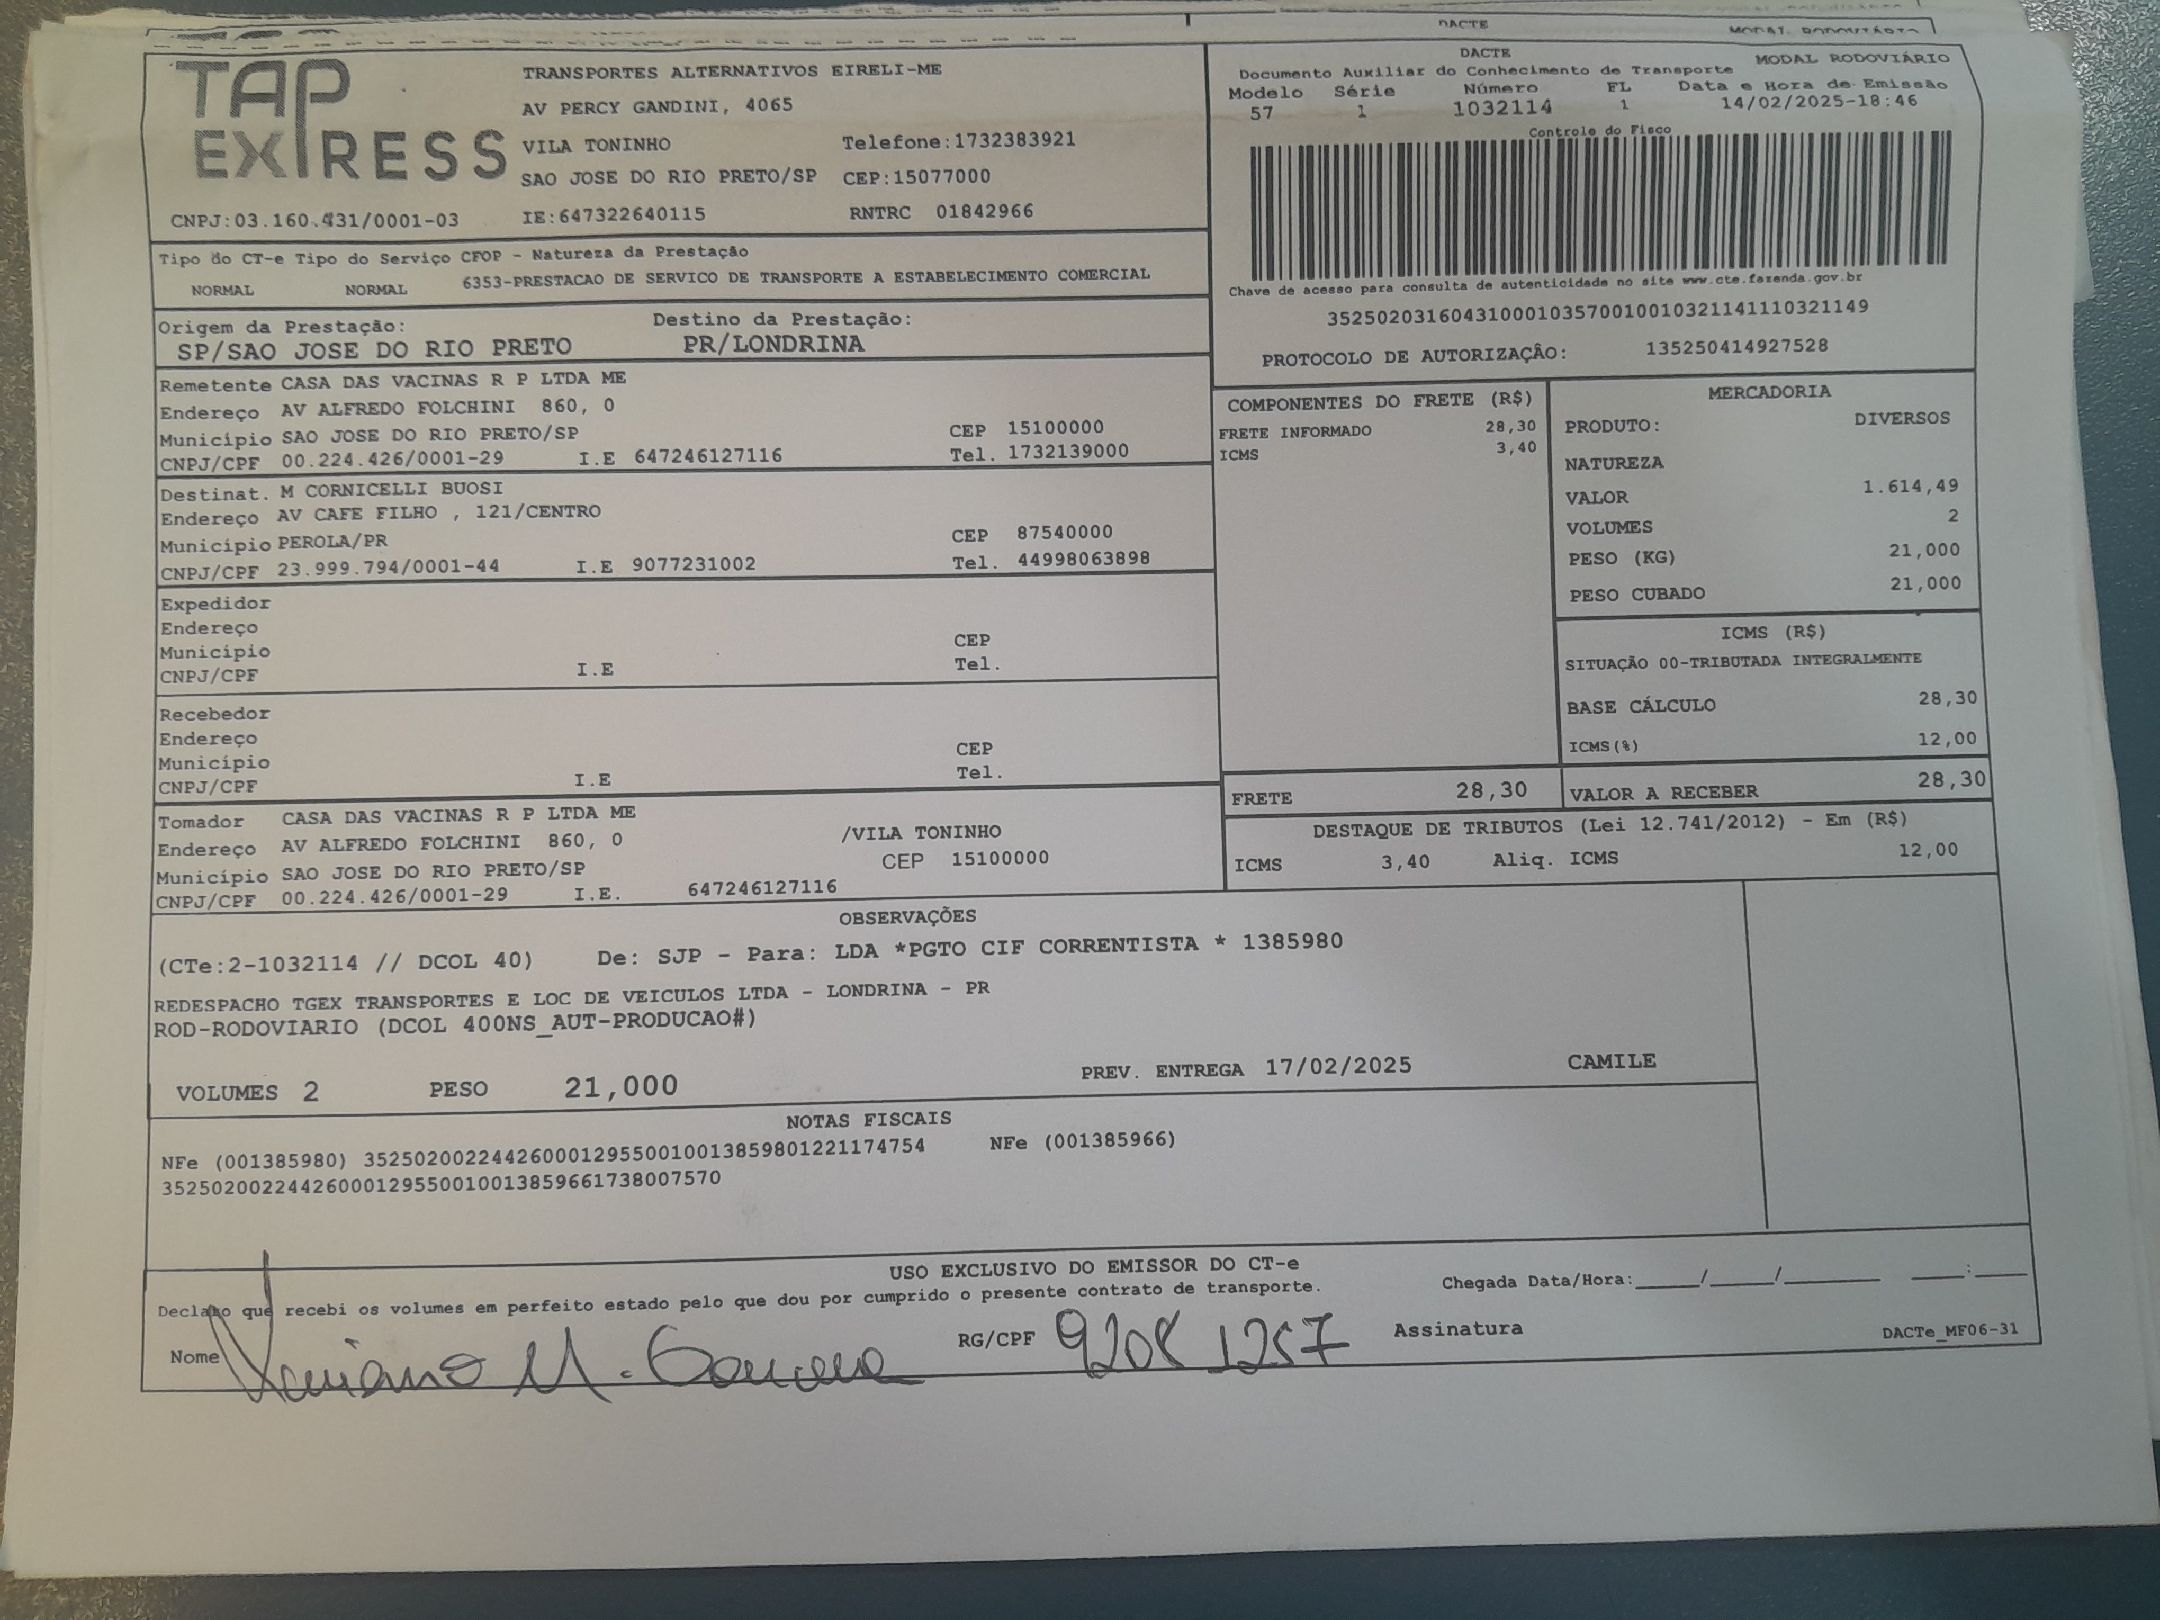 DACTE
TAP EXPRESS
TRANSPORTES ALTERNATIVOS EIRELI-ME
AV PERCY GANDINI, 4065
VILA TONINHO Telefone:1732383921
SAO JOSE DO RIO PRETO/SP CEP:15077000
CNPJ:03.160.431/0001-03 IE:647322640115 RNTRC 01842966
DACTE MODAL RODOVIÁRIO
Documento Auxiliar do Conhecimento de Transporte
Modelo Série Número FL Data e Hora de Emissão
57 1 1032114 1 14/02/2025-18:46
Controle do Fisco
Chave de acesso para consulta de autenticidade no site www.cte.fazenda.gov.br
35250203160431000103570010010321141110321149
PROTOCOLO DE AUTORIZAÇÃO: 135250414927528
Tipo do CT-e Tipo do Serviço CFOP - Natureza da Prestação
NORMAL NORMAL 6353-PRESTACAO DE SERVICO DE TRANSPORTE A ESTABELECIMENTO COMERCIAL
Origem da Prestação: Destino da Prestação:
SP/SAO JOSE DO RIO PRETO PR/LONDRINA
Remetente CASA DAS VACINAS R P LTDA ME
Endereço AV ALFREDO FOLCHINI 860, 0
Município SAO JOSE DO RIO PRETO/SP CEP 15100000
CNPJ/CPF 00.224.426/0001-29 I.E 647246127116 Tel. 1732139000
Destinat. M CORNICELLI BUOSI
Endereço AV CAFE FILHO , 121/CENTRO
Município PEROLA/PR CEP 87540000
CNPJ/CPF 23.999.794/0001-44 I.E 9077231002 Tel. 44998063898
Expedidor
Endereço
Município CEP
CNPJ/CPF I.E Tel.
Recebedor
Endereço
Município CEP
CNPJ/CPF I.E Tel.
Tomador CASA DAS VACINAS R P LTDA ME
Endereço AV ALFREDO FOLCHINI 860, 0 /VILA TONINHO
Município SAO JOSE DO RIO PRETO/SP CEP 15100000
CNPJ/CPF 00.224.426/0001-29 I.E. 647246127116
COMPONENTES DO FRETE (R$)
FRETE INFORMADO 28,30
ICMS 3,40
MERCADORIA
PRODUTO: DIVERSOS
NATUREZA
VALOR 1.614,49
VOLUMES 2
PESO (KG) 21,000
PESO CUBADO 21,000
ICMS (R$)
SITUAÇÃO 00-TRIBUTADA INTEGRALMENTE
BASE CÁLCULO 28,30
ICMS(%) 12,00
FRETE 28,30 VALOR A RECEBER 28,30
DESTAQUE DE TRIBUTOS (Lei 12.741/2012) - Em (R$)
ICMS 3,40 Aliq. ICMS 12,00
OBSERVAÇÕES
(CTe:2-1032114 // DCOL 40) De: SJP - Para: LDA *PGTO CIF CORRENTISTA * 1385980
REDESPACHO TGEX TRANSPORTES E LOC DE VEICULOS LTDA - LONDRINA - PR
ROD-RODOVIARIO (DCOL 400NS_AUT-PRODUCAO#)
VOLUMES 2 PESO 21,000 PREV. ENTREGA 17/02/2025 CAMILE
NOTAS FISCAIS
NFe (001385980) 35250200224426000129550010013859801221174754 NFe (001385966)
35250200224426000129550010013859661738007570
USO EXCLUSIVO DO EMISSOR DO CT-e
Declaro que recebi os volumes em perfeito estado pelo que dou por cumprido o presente contrato de transporte. Chegada Data/Hora:____/____/______ ____:____
Nome RG/CPF 92081257 Assinatura DACTe_MF06-31